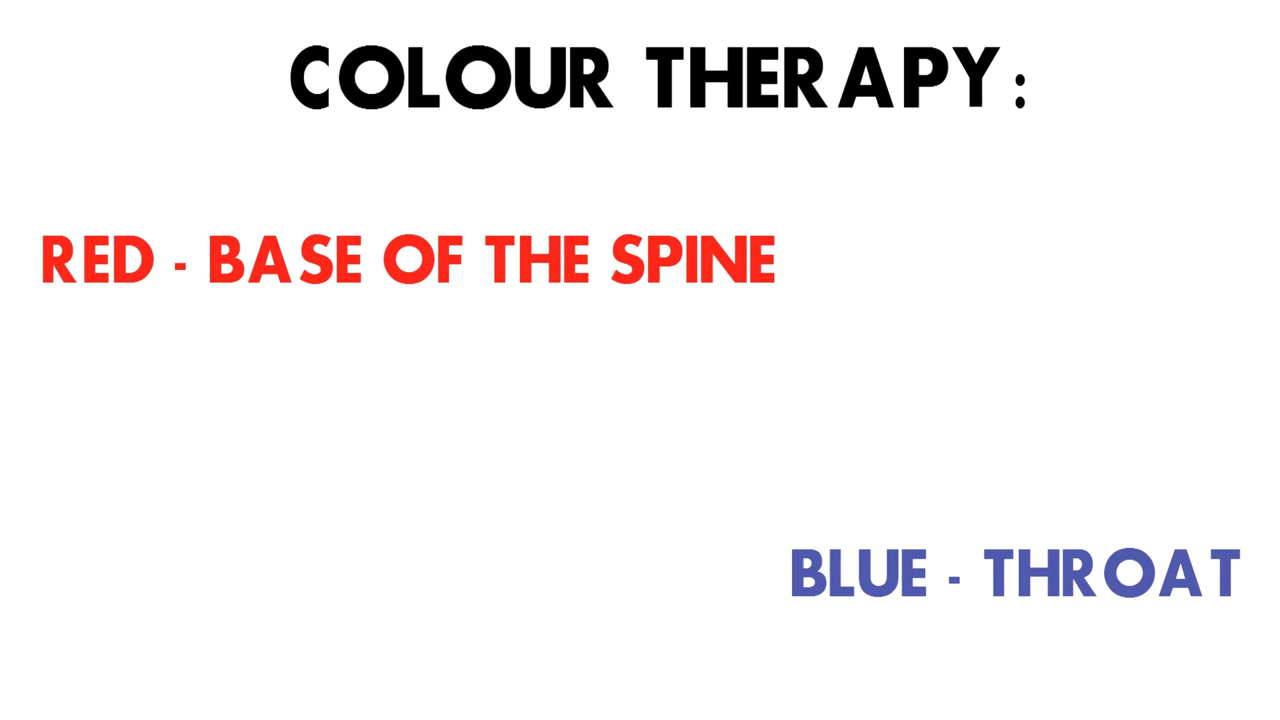 COLOUR THERAPY:
RED - BASE OF THE SPINE
BLUE - THROAT